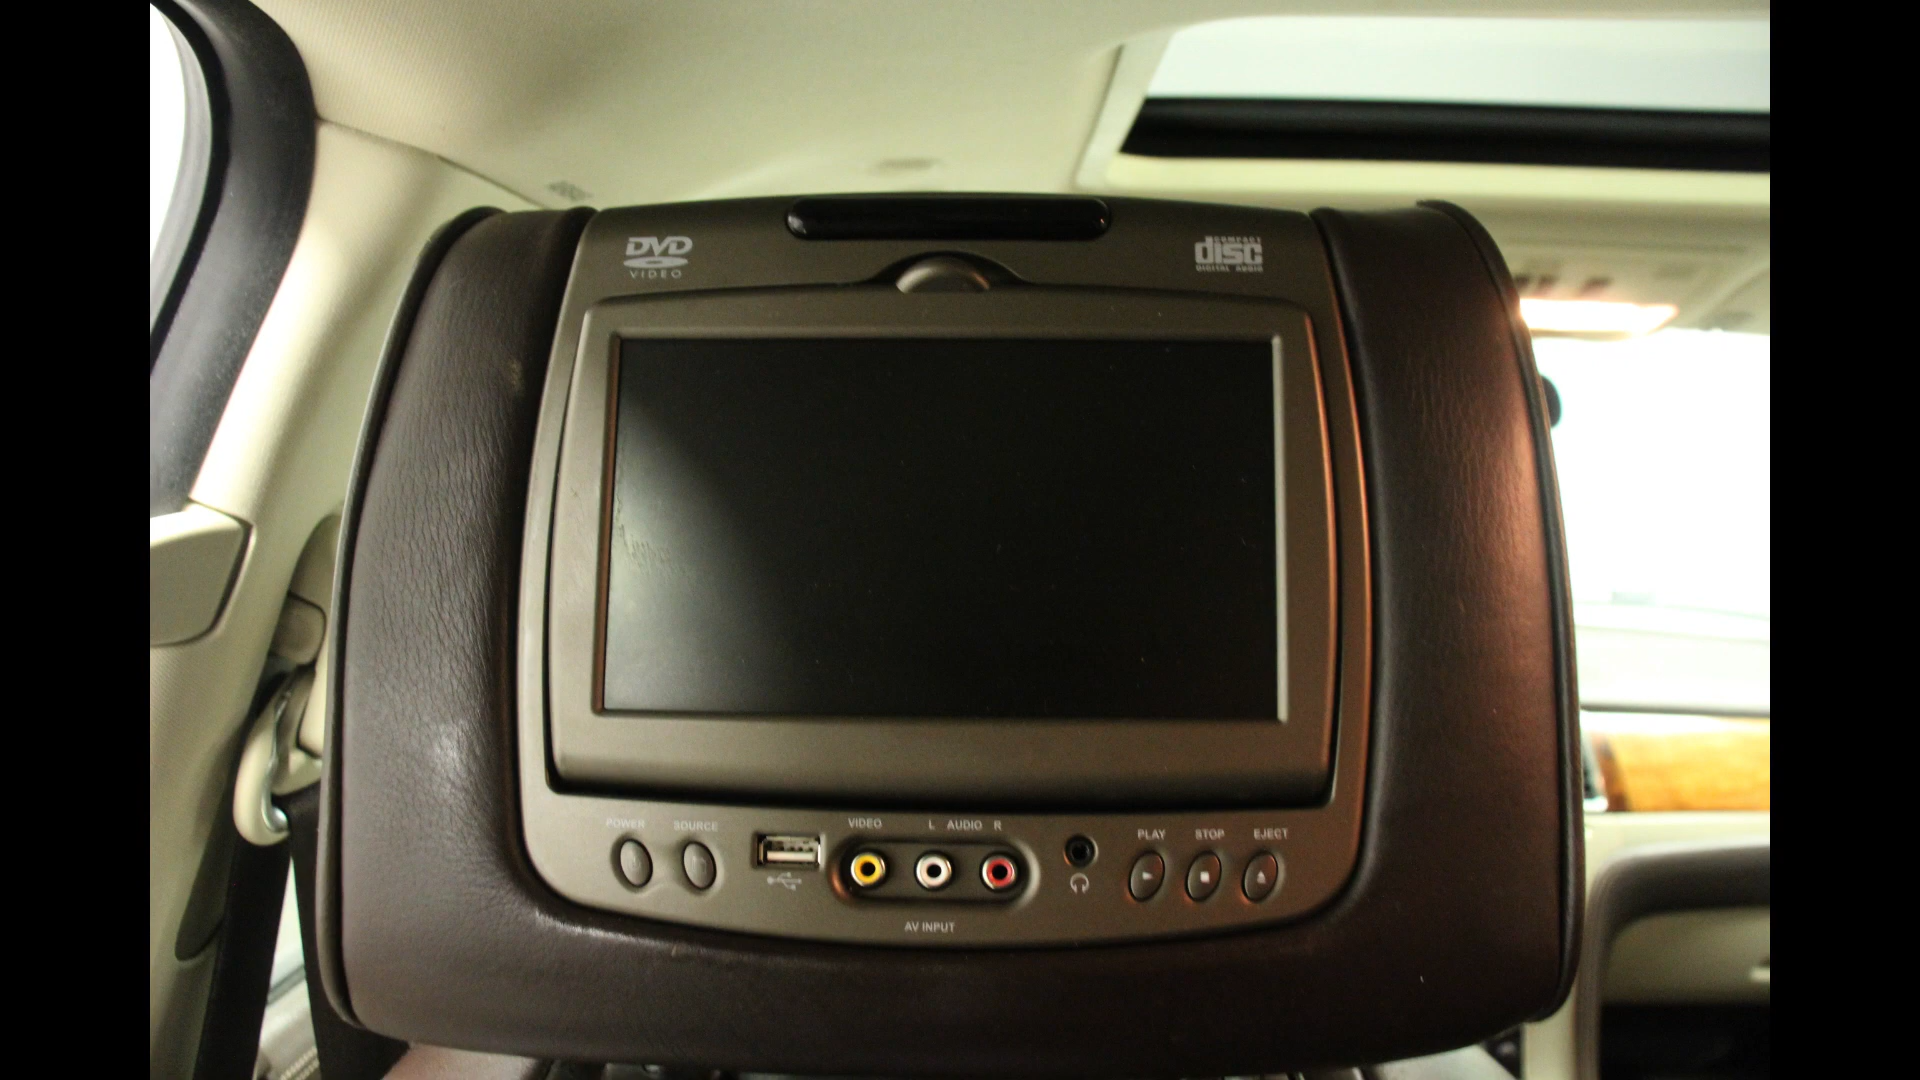 DVD
VIDEO
COMPACT
disc
DIGITAL AUDIO
POWER SOURCE
VIDEO L AUDIO R
PLAY STOP EJECT
AV INPUT